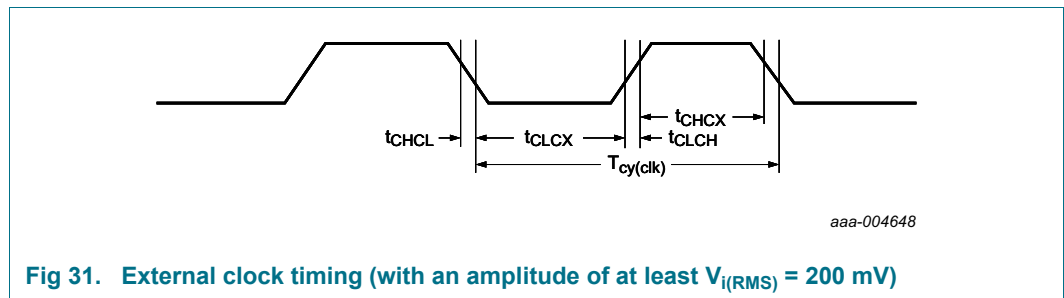 tCHCX
tCHCL
tCLCX
tCLCH
Tcy(clk)
aaa-004648
Fig 31. External clock timing (with an amplitude of at least Vi(RMS) = 200 mV)